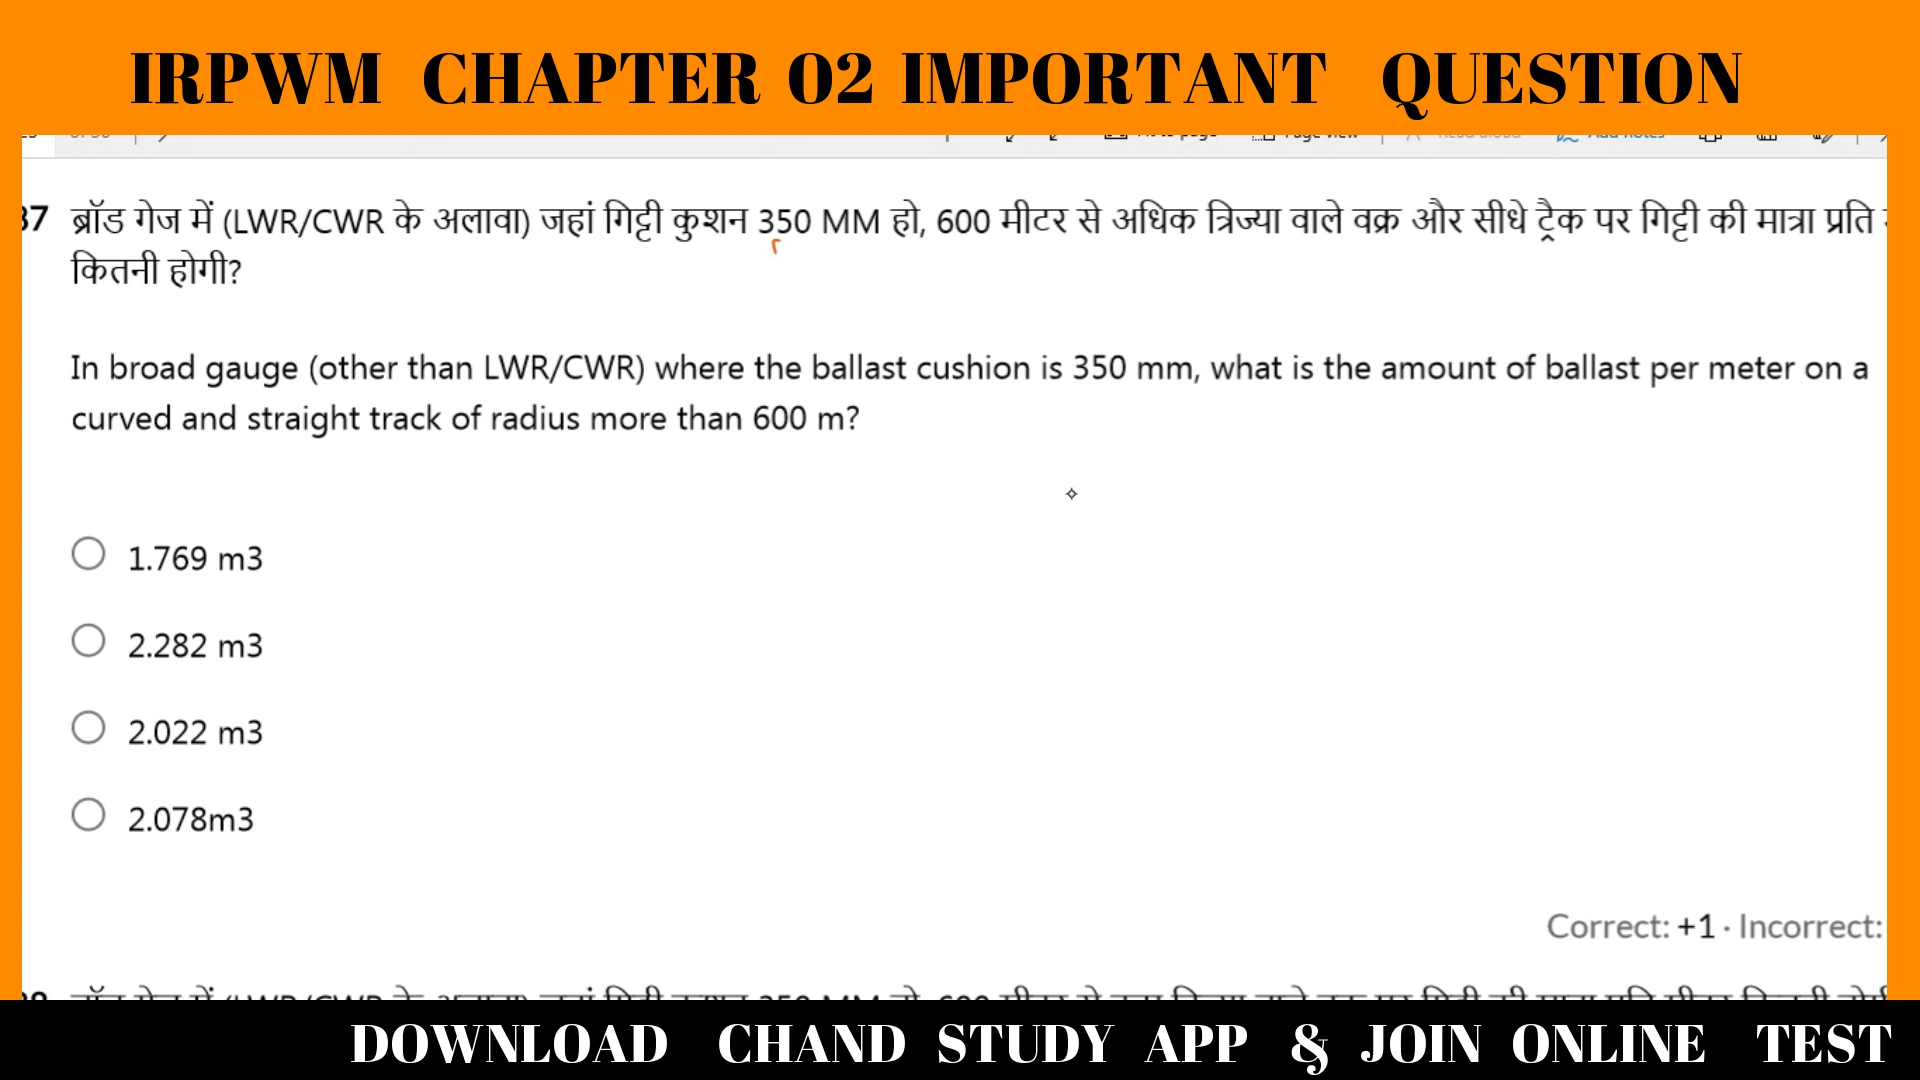 IRPWM CHAPTER 02 IMPORTANT QUESTION
37 ब्रॉड गेज में (LWR/CWR के अलावा) जहां गिट्टी कुशन 350 MM हो, 600 मीटर से अधिक त्रिज्या वाले वक्र और सीधे ट्रैक पर गिट्टी की मात्रा प्रति
कितनी होगी?
In broad gauge (other than LWR/CWR) where the ballast cushion is 350 mm, what is the amount of ballast per meter on a
curved and straight track of radius more than 600 m?
1.769 m3
2.282 m3
2.022 m3
2.078m3
Correct: +1 · Incorrect:
DOWNLOAD CHAND STUDY APP & JOIN ONLINE TEST